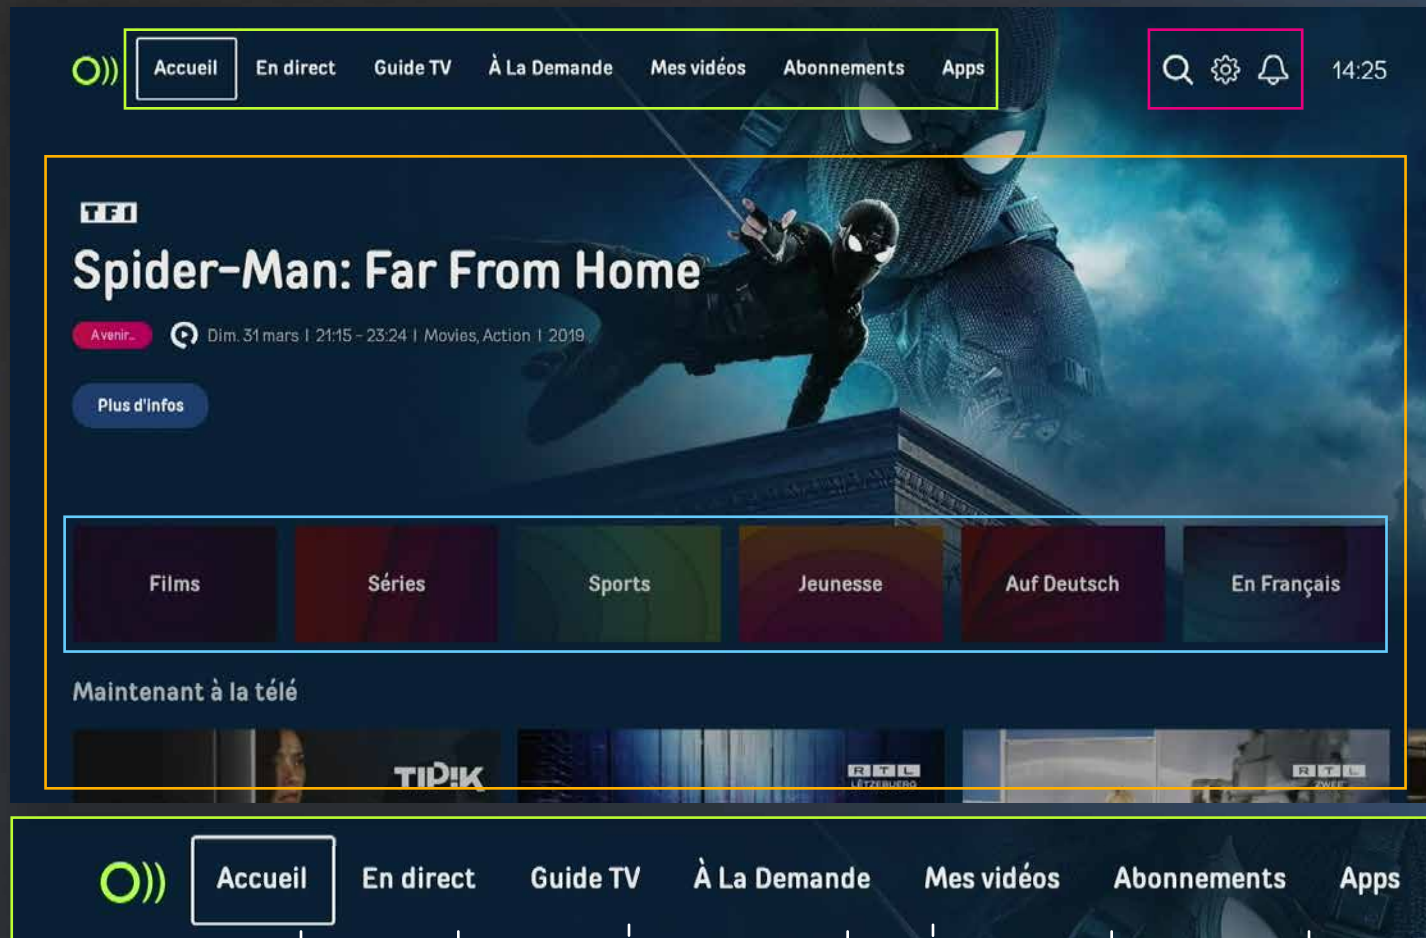 Accueil En direct Guide TV À La Demande Mes vidéos Abonnements Apps 14:25
TF1
Spider-Man: Far From Home
Avenir... Dim. 31 mars | 21:15 - 23:24 | Movies, Action | 2019
Plus d'infos
Films Séries Sports Jeunesse Auf Deutsch En Français
Maintenant à la télé
TIPIK RTL RTL
LËTZEBUERG ZWEE
Accueil En direct Guide TV À La Demande Mes vidéos Abonnements Apps